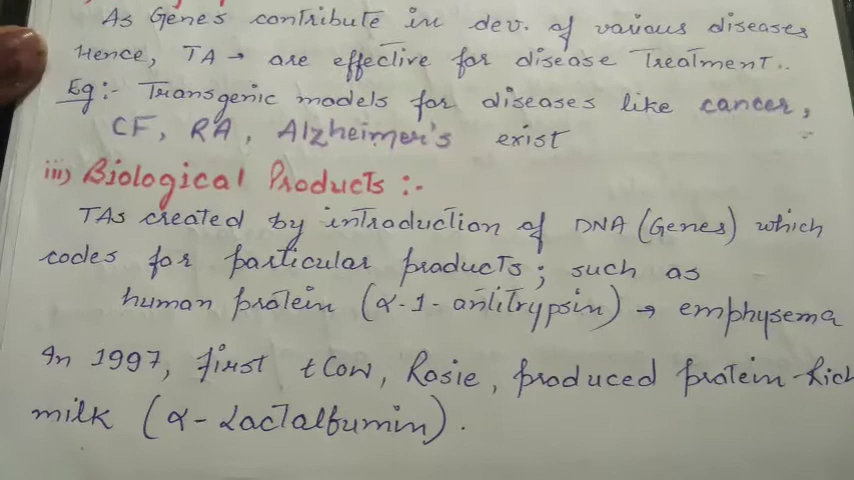 As Genes contribute in dev. of various diseases
Hence, TA → are effective for disease Treatment..
Eg:- Transgenic models for diseases like cancer,
CF, RA, Alzheimer's exist
iii) Biological Products :-
TAs created by introduction of DNA (Genes) which
codes for particular products; such as
human protein (α-1-antitrypsin) → emphysema
In 1997, first tCow, Rosie, produced protein-Rich
milk (α-Lactalbumin).